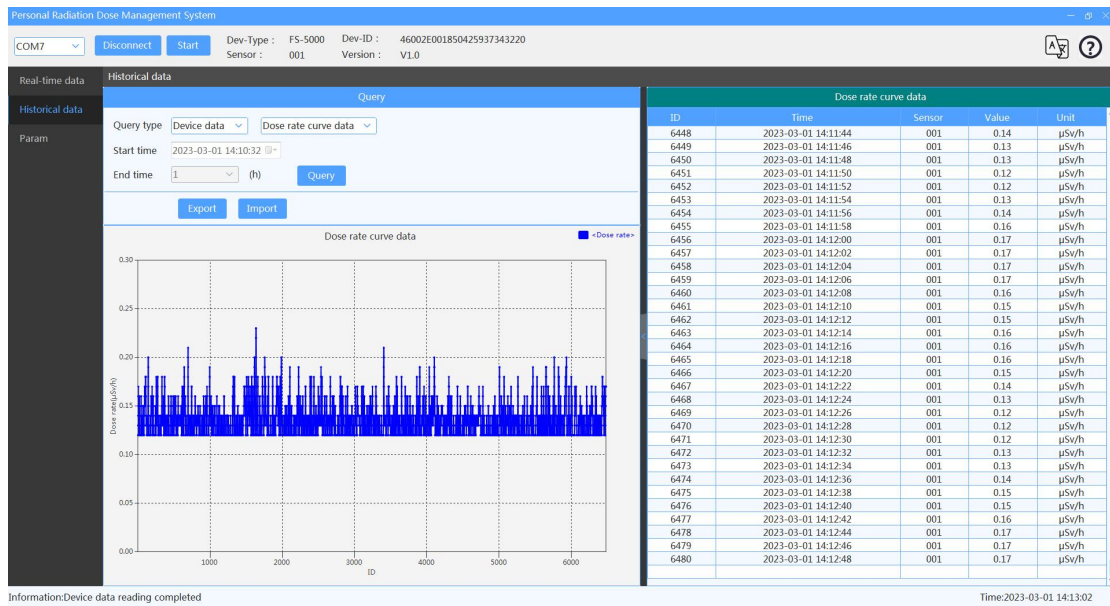 Personal Radiation Dose Management System
COM7 Disconnect Start Dev-Type : FS-5000 Dev-ID : 46002E001850425937343220
Sensor : 001 Version : V1.0
Real-time data
Historical data
Param
Historical data
Query
Query type Device data Dose rate curve data
Start time 2023-03-01 14:10:32
End time 1 (h) Query
Export Import
Dose rate curve data
<Dose rate>
0.30
0.25
0.20
0.15
0.10
0.05
0.00
Dose rate(μSv/h)
1000 2000 3000 4000 5000 6000
ID
Dose rate curve data
ID Time Sensor Value Unit
6448 2023-03-01 14:11:44 001 0.14 μSv/h
6449 2023-03-01 14:11:46 001 0.13 μSv/h
6450 2023-03-01 14:11:48 001 0.13 μSv/h
6451 2023-03-01 14:11:50 001 0.12 μSv/h
6452 2023-03-01 14:11:52 001 0.12 μSv/h
6453 2023-03-01 14:11:54 001 0.13 μSv/h
6454 2023-03-01 14:11:56 001 0.14 μSv/h
6455 2023-03-01 14:11:58 001 0.16 μSv/h
6456 2023-03-01 14:12:00 001 0.17 μSv/h
6457 2023-03-01 14:12:02 001 0.17 μSv/h
6458 2023-03-01 14:12:04 001 0.17 μSv/h
6459 2023-03-01 14:12:06 001 0.17 μSv/h
6460 2023-03-01 14:12:08 001 0.16 μSv/h
6461 2023-03-01 14:12:10 001 0.15 μSv/h
6462 2023-03-01 14:12:12 001 0.15 μSv/h
6463 2023-03-01 14:12:14 001 0.16 μSv/h
6464 2023-03-01 14:12:16 001 0.16 μSv/h
6465 2023-03-01 14:12:18 001 0.16 μSv/h
6466 2023-03-01 14:12:20 001 0.15 μSv/h
6467 2023-03-01 14:12:22 001 0.14 μSv/h
6468 2023-03-01 14:12:24 001 0.13 μSv/h
6469 2023-03-01 14:12:26 001 0.12 μSv/h
6470 2023-03-01 14:12:28 001 0.12 μSv/h
6471 2023-03-01 14:12:30 001 0.12 μSv/h
6472 2023-03-01 14:12:32 001 0.13 μSv/h
6473 2023-03-01 14:12:34 001 0.13 μSv/h
6474 2023-03-01 14:12:36 001 0.14 μSv/h
6475 2023-03-01 14:12:38 001 0.15 μSv/h
6476 2023-03-01 14:12:40 001 0.15 μSv/h
6477 2023-03-01 14:12:42 001 0.16 μSv/h
6478 2023-03-01 14:12:44 001 0.17 μSv/h
6479 2023-03-01 14:12:46 001 0.17 μSv/h
6480 2023-03-01 14:12:48 001 0.17 μSv/h
Information:Device data reading completed
Time:2023-03-01 14:13:02